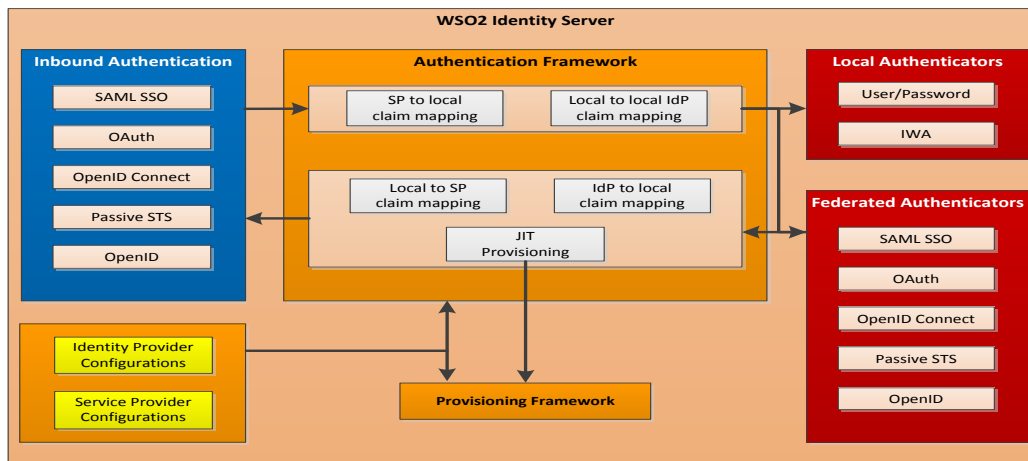 WSO2 Identity Server
Inbound Authentication
SAML SSO
OAuth
OpenID Connect
Passive STS
OpenID
Authentication Framework
SP to local
claim mapping
Local to local IdP
claim mapping
Local to SP
claim mapping
IdP to local
claim mapping
JIT
Provisioning
Local Authenticators
User/Password
IWA
Federated Authenticators
SAML SSO
OAuth
OpenID Connect
Passive STS
OpenID
Identity Provider
Configurations
Service Provider
Configurations
Provisioning Framework